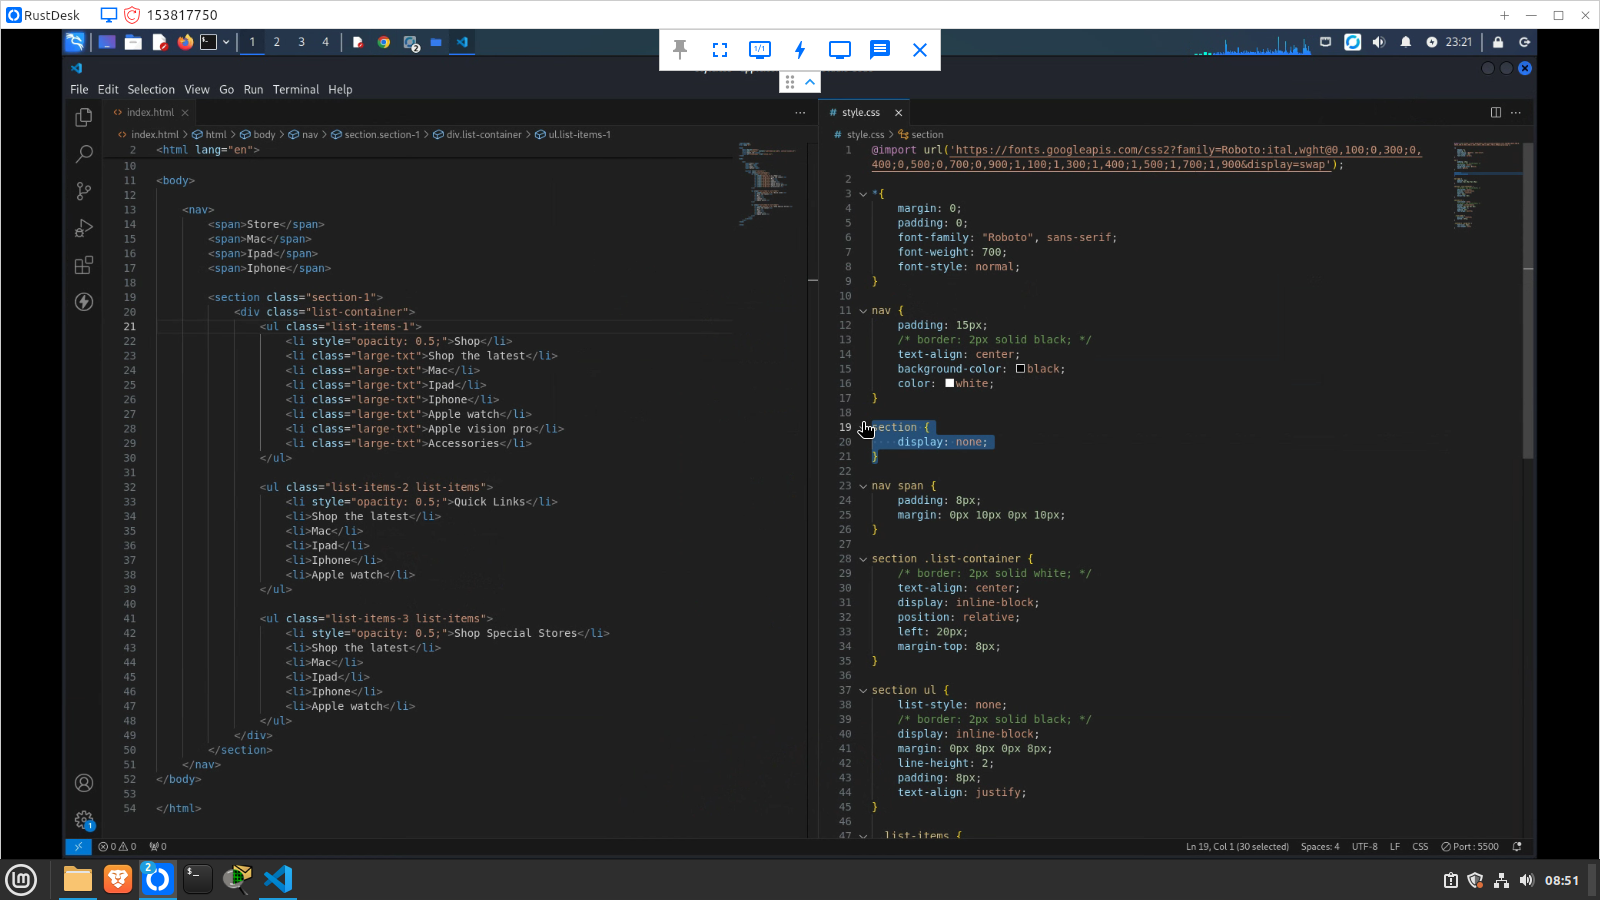 RustDesk
153817750
1 2 3 4
2
1/1
23:21
File Edit Selection View Go Run Terminal Help
index.html
index.html > html > body > nav > section.section-1 > div.list-container > ul.list-items-1
2 <html lang="en">
10
11 <body>
12
13 <nav>
14 <span>Store</span>
15 <span>Mac</span>
16 <span>Ipad</span>
17 <span>Iphone</span>
18
19 <section class="section-1">
20 <div class="list-container">
21 <ul class="list-items-1">
22 <li style="opacity: 0.5;">Shop</li>
23 <li class="large-txt">Shop the latest</li>
24 <li class="large-txt">Mac</li>
25 <li class="large-txt">Ipad</li>
26 <li class="large-txt">Iphone</li>
27 <li class="large-txt">Apple watch</li>
28 <li class="large-txt">Apple vision pro</li>
29 <li class="large-txt">Accessories</li>
30 </ul>
31
32 <ul class="list-items-2 list-items">
33 <li style="opacity: 0.5;">Quick Links</li>
34 <li>Shop the latest</li>
35 <li>Mac</li>
36 <li>Ipad</li>
37 <li>Iphone</li>
38 <li>Apple watch</li>
39 </ul>
40
41 <ul class="list-items-3 list-items">
42 <li style="opacity: 0.5;">Shop Special Stores</li>
43 <li>Shop the latest</li>
44 <li>Mac</li>
45 <li>Ipad</li>
46 <li>Iphone</li>
47 <li>Apple watch</li>
48 </ul>
49 </div>
50 </section>
51 </nav>
52 </body>
53
54 </html>
# style.css
# style.css > section
1 @import url('https://fonts.googleapis.com/css2?family=Roboto:ital,wght@0,100;0,300;0,
400;0,500;0,700;0,900;1,100;1,300;1,400;1,500;1,700;1,900&display=swap');
2
3 *{
4 margin: 0;
5 padding: 0;
6 font-family: "Roboto", sans-serif;
7 font-weight: 700;
8 font-style: normal;
9 }
10
11 nav {
12 padding: 15px;
13 /* border: 2px solid black; */
14 text-align: center;
15 background-color: black;
16 color: white;
17 }
18
19 section {
20 display: none;
21 }
22
23 nav span {
24 padding: 8px;
25 margin: 0px 10px 0px 10px;
26 }
27
28 section .list-container {
29 /* border: 2px solid white; */
30 text-align: center;
31 display: inline-block;
32 position: relative;
33 left: 20px;
34 margin-top: 8px;
35 }
36
37 section ul {
38 list-style: none;
39 /* border: 2px solid black; */
40 display: inline-block;
41 margin: 0px 8px 0px 8px;
42 line-height: 2;
43 padding: 8px;
44 text-align: justify;
45 }
46
47 list-items {
1
0 0 0
Ln 19, Col 1 (30 selected) Spaces: 4 UTF-8 LF CSS Port : 5500
2
08:51